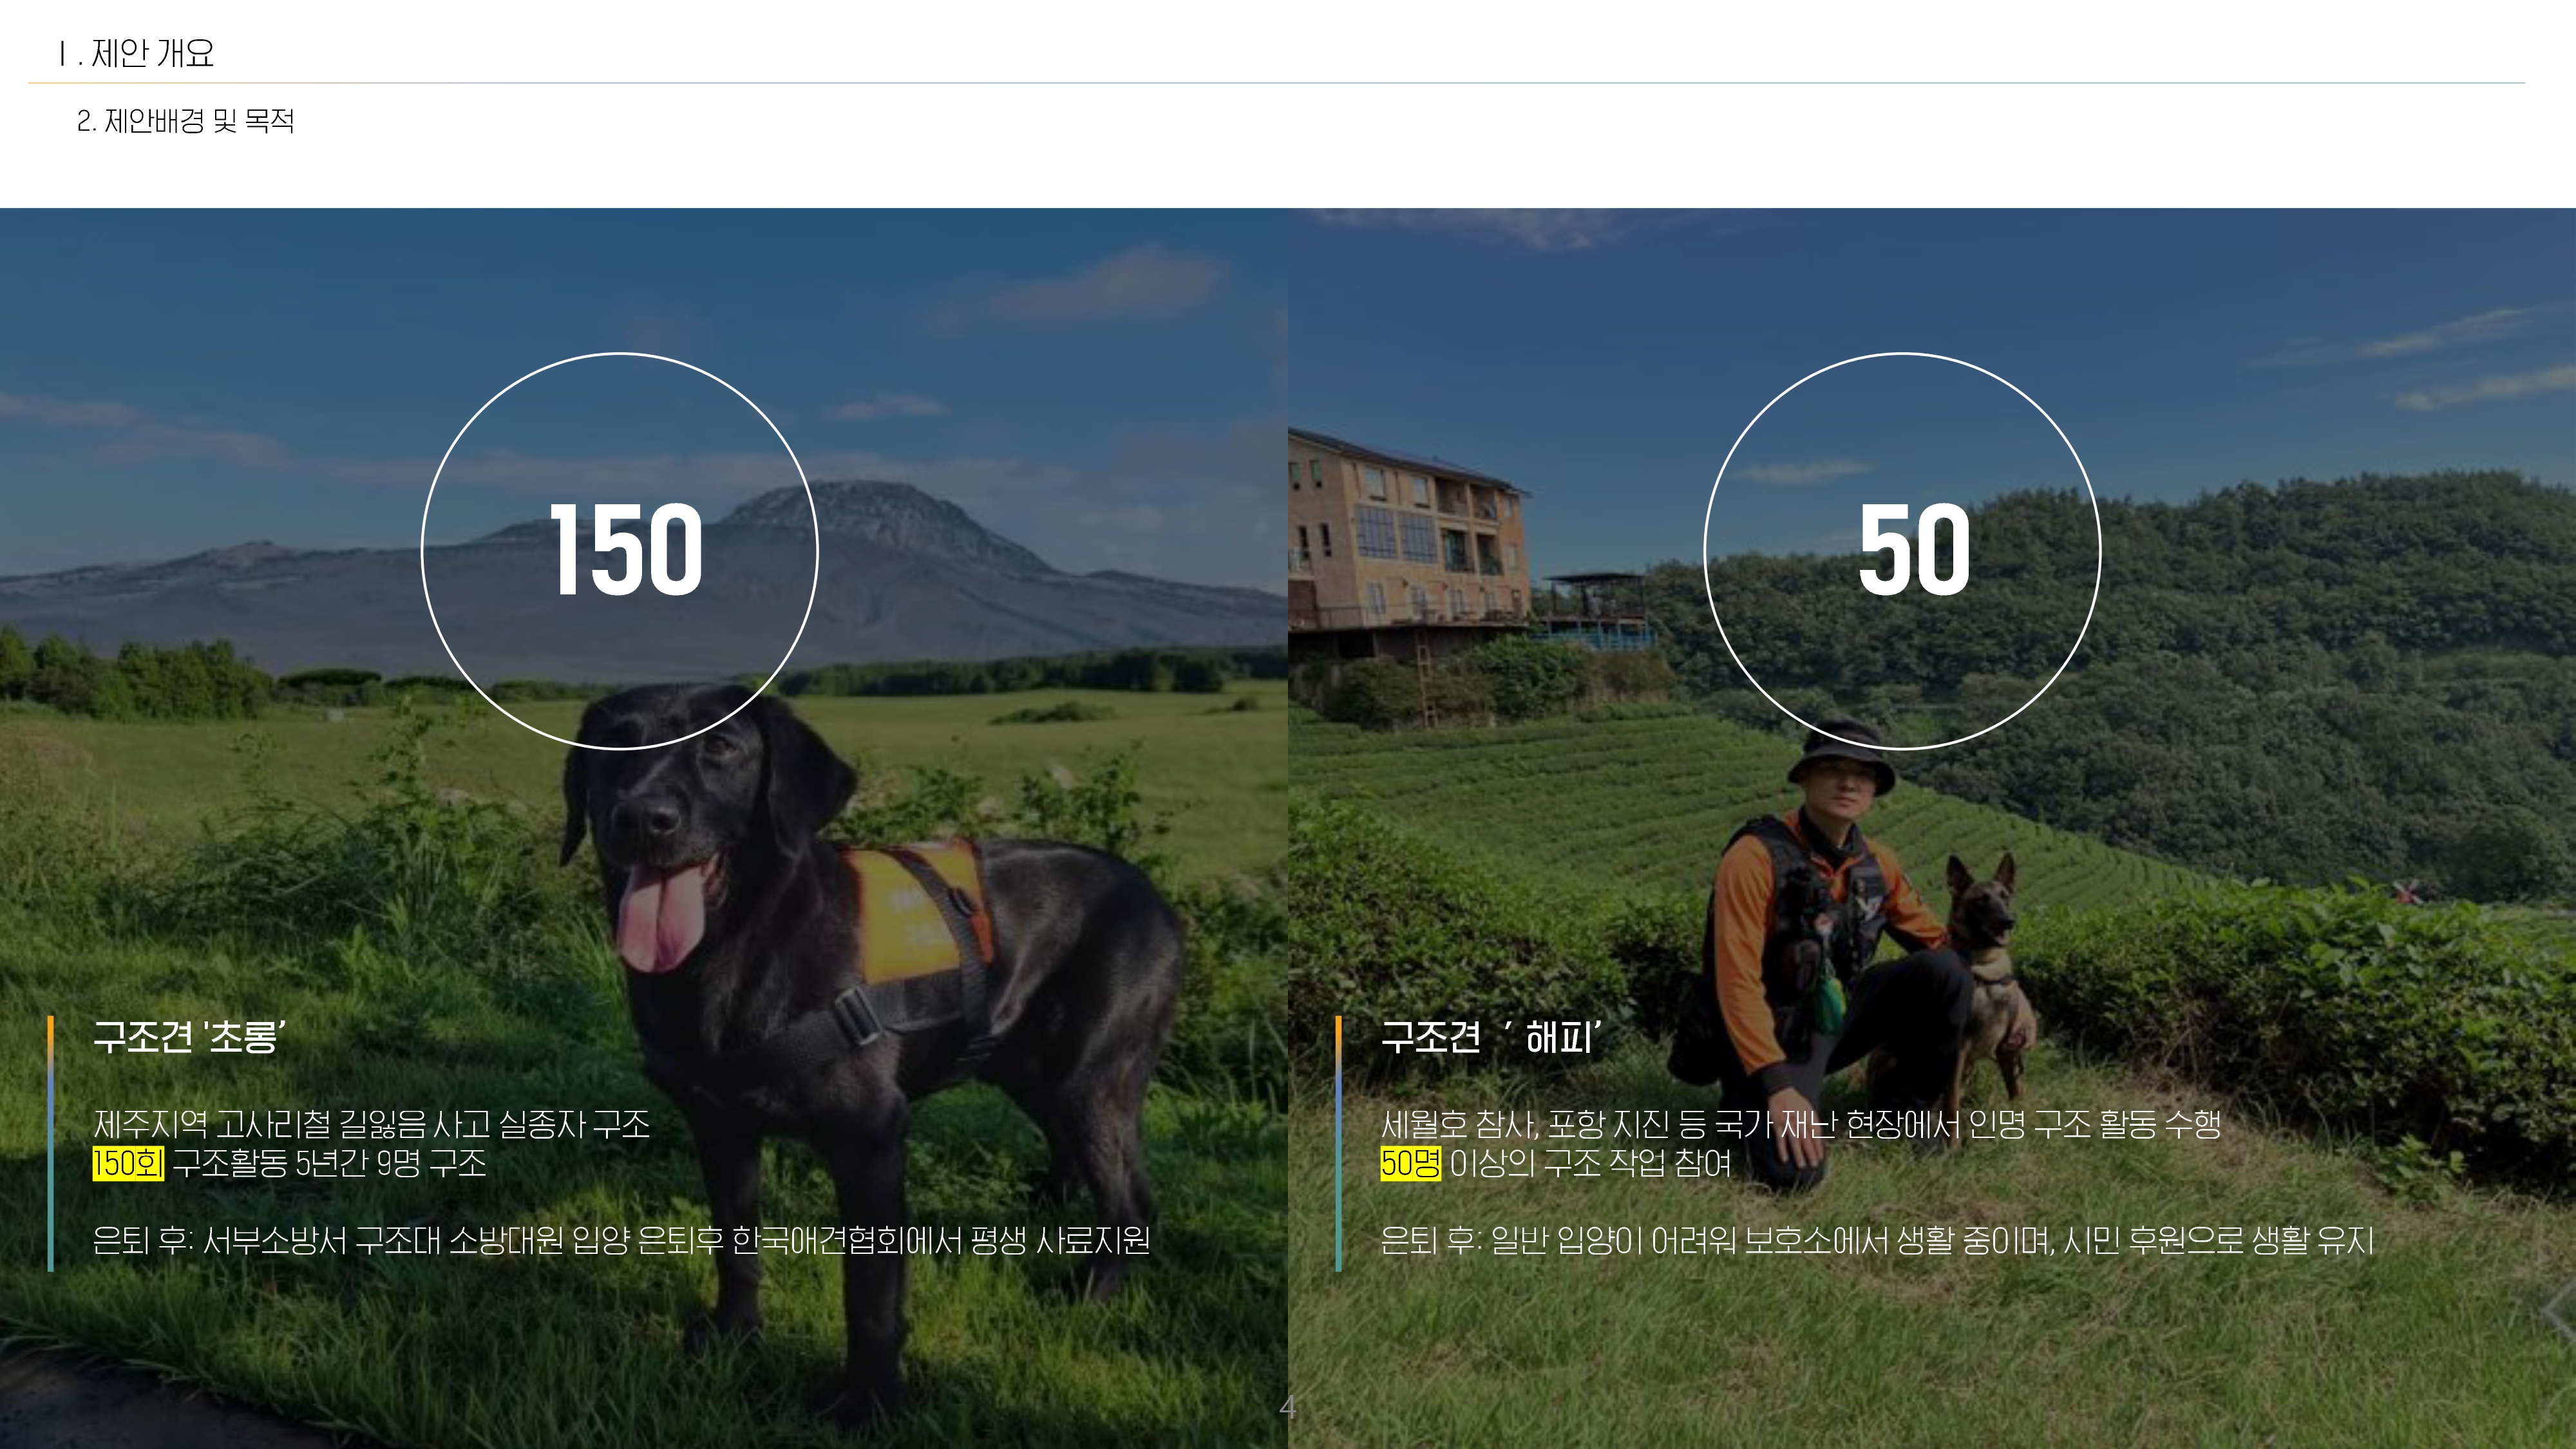 Ⅰ. 제안 개요
2. 제안배경 및 목적
150
구조견 '초롱’
제주지역 고사리철 길잃음 사고 실종자 구조
150회 구조활동 5년간 9명 구조
은퇴 후: 서부소방서 구조대 소방대원 입양 은퇴후 한국애견협회에서 평생 사료지원
50
구조견 ’ 해피’
세월호 참사, 포항 지진 등 국가 재난 현장에서 인명 구조 활동 수행
50명 이상의 구조 작업 참여
은퇴 후: 일반 입양이 어려워 보호소에서 생활 중이며, 시민 후원으로 생활 유지
4